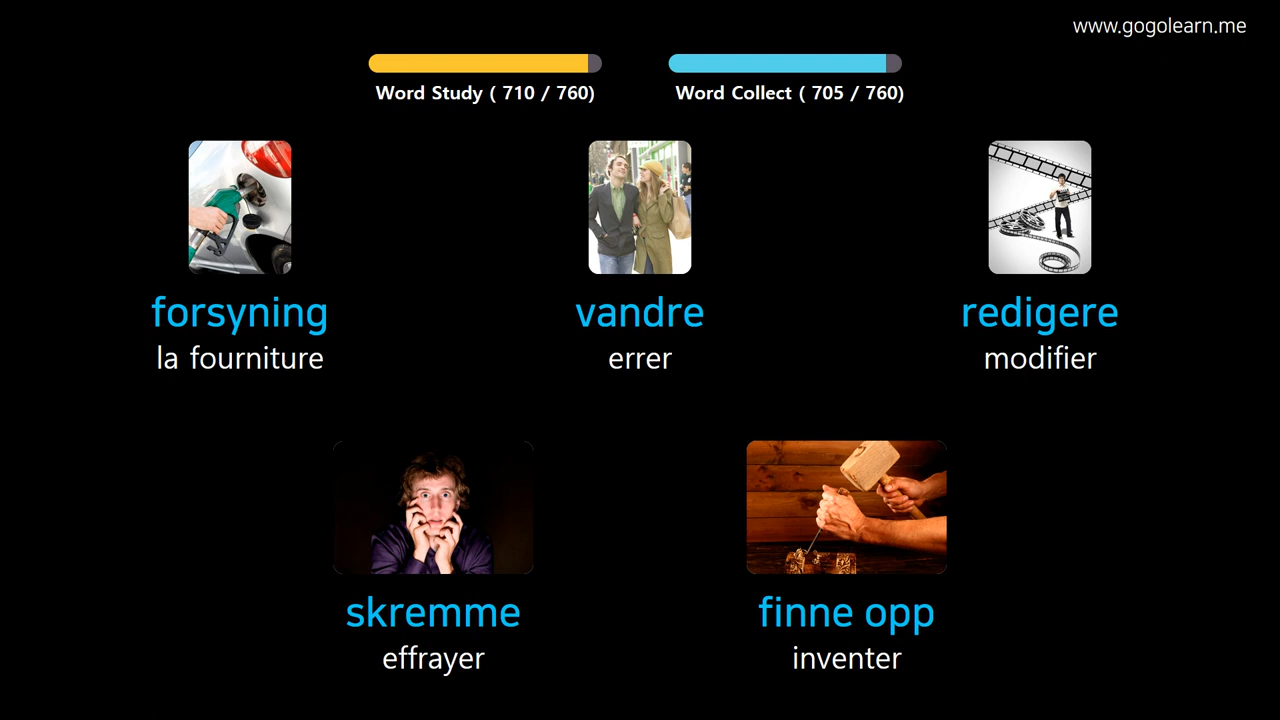 www.gogolearn.me
Word Study ( 710 / 760)
Word Collect ( 705 / 760)
forsyning
la fourniture
vandre
errer
redigere
modifier
skremme
effrayer
finne opp
inventer